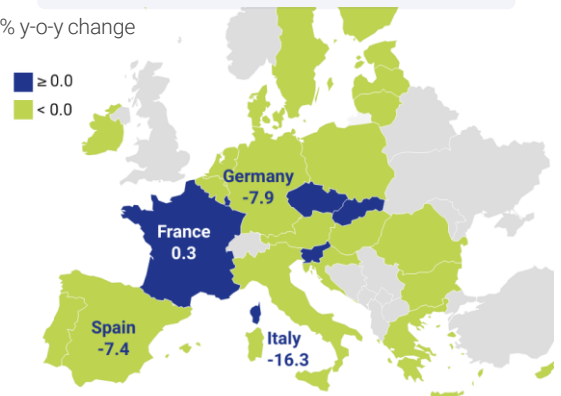 % y-o-y change
≥ 0.0
< 0.0
Germany
-7.9
France
0.3
Spain
-7.4
Italy
-16.3